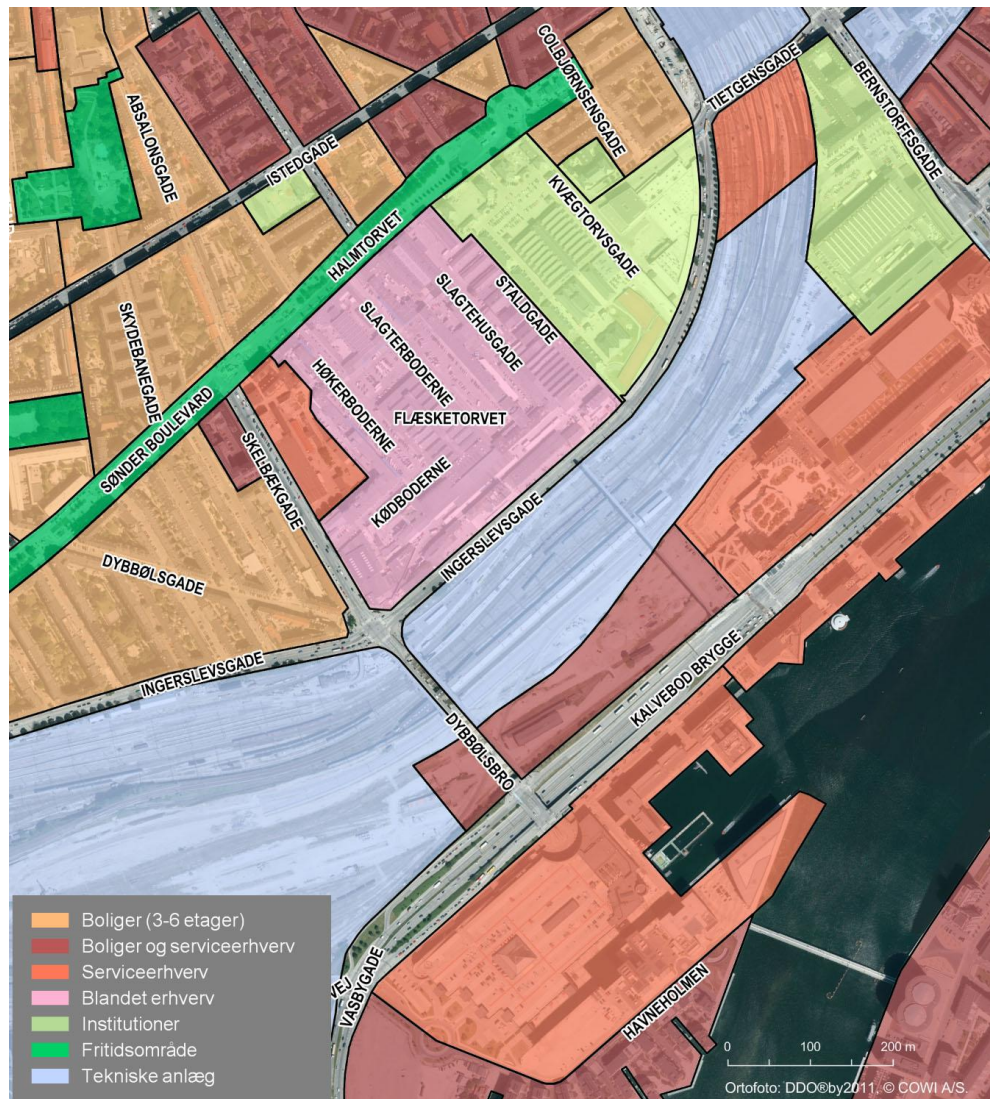 COLBJØRNSENSGADE
TIETGENSGADE
BERNSTORFFSGADE
ABSALONSGADE
ISTEDGADE
KVÆGTORVSGADE
HALMTORVET
STALDGADE
SLAGTEHUSGADE
SLAGTERBODERNE
SKYDEBANEGADE
HØKERBODERNE
FLÆSKETORVET
SØNDER BOULEVARD
SKELBÆKGADE
KØDBODERNE
INGERSLEVSGADE
DYBBØLSGADE
INGERSLEVSGADE
KALVEBOD BRYGGE
DYBBØLSBRO
VEJ
VASBYGADE
HAVNEHOLMEN
Boliger (3-6 etager)
Boliger og serviceerhverv
Serviceerhverv
Blandet erhverv
Institutioner
Fritidsområde
Tekniske anlæg
0 100 200 m
Ortofoto: DDO®by2011, © COWI A/S.